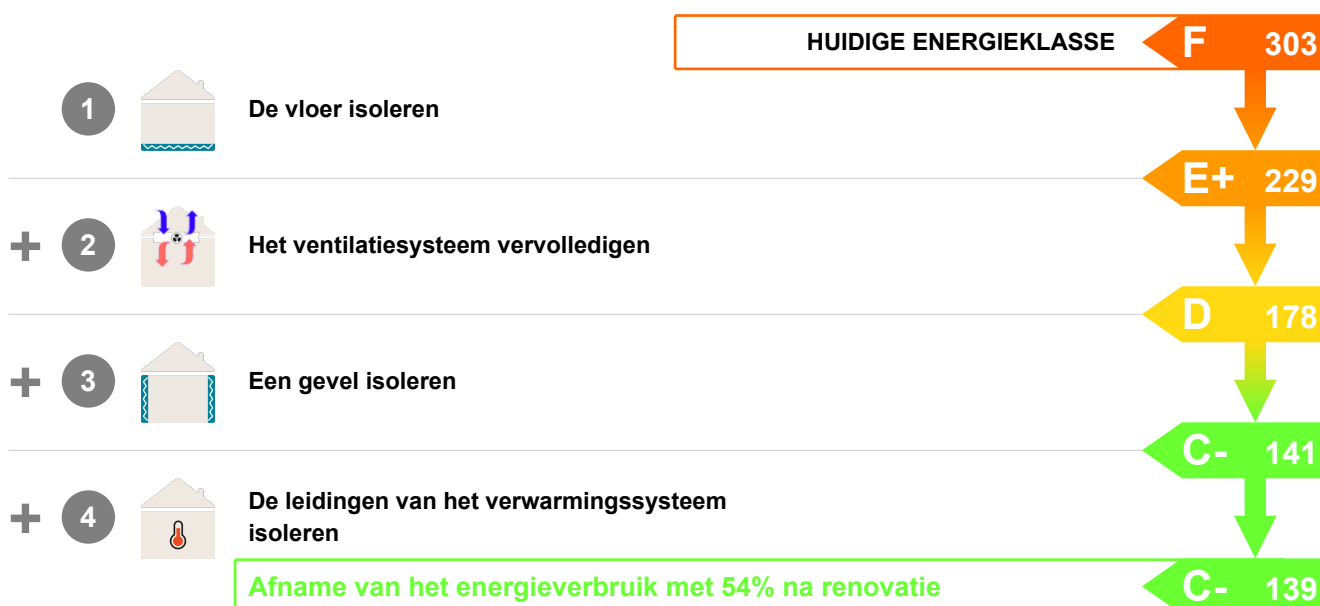 HUIDIGE ENERGIEKLASSE F 303
1 De vloer isoleren
E+ 229
+ 2 Het ventilatiesysteem vervolledigen
D 178
+ 3 Een gevel isoleren
C- 141
+ 4 De leidingen van het verwarmingssysteem
isoleren
Afname van het energieverbruik met 54% na renovatie C- 139